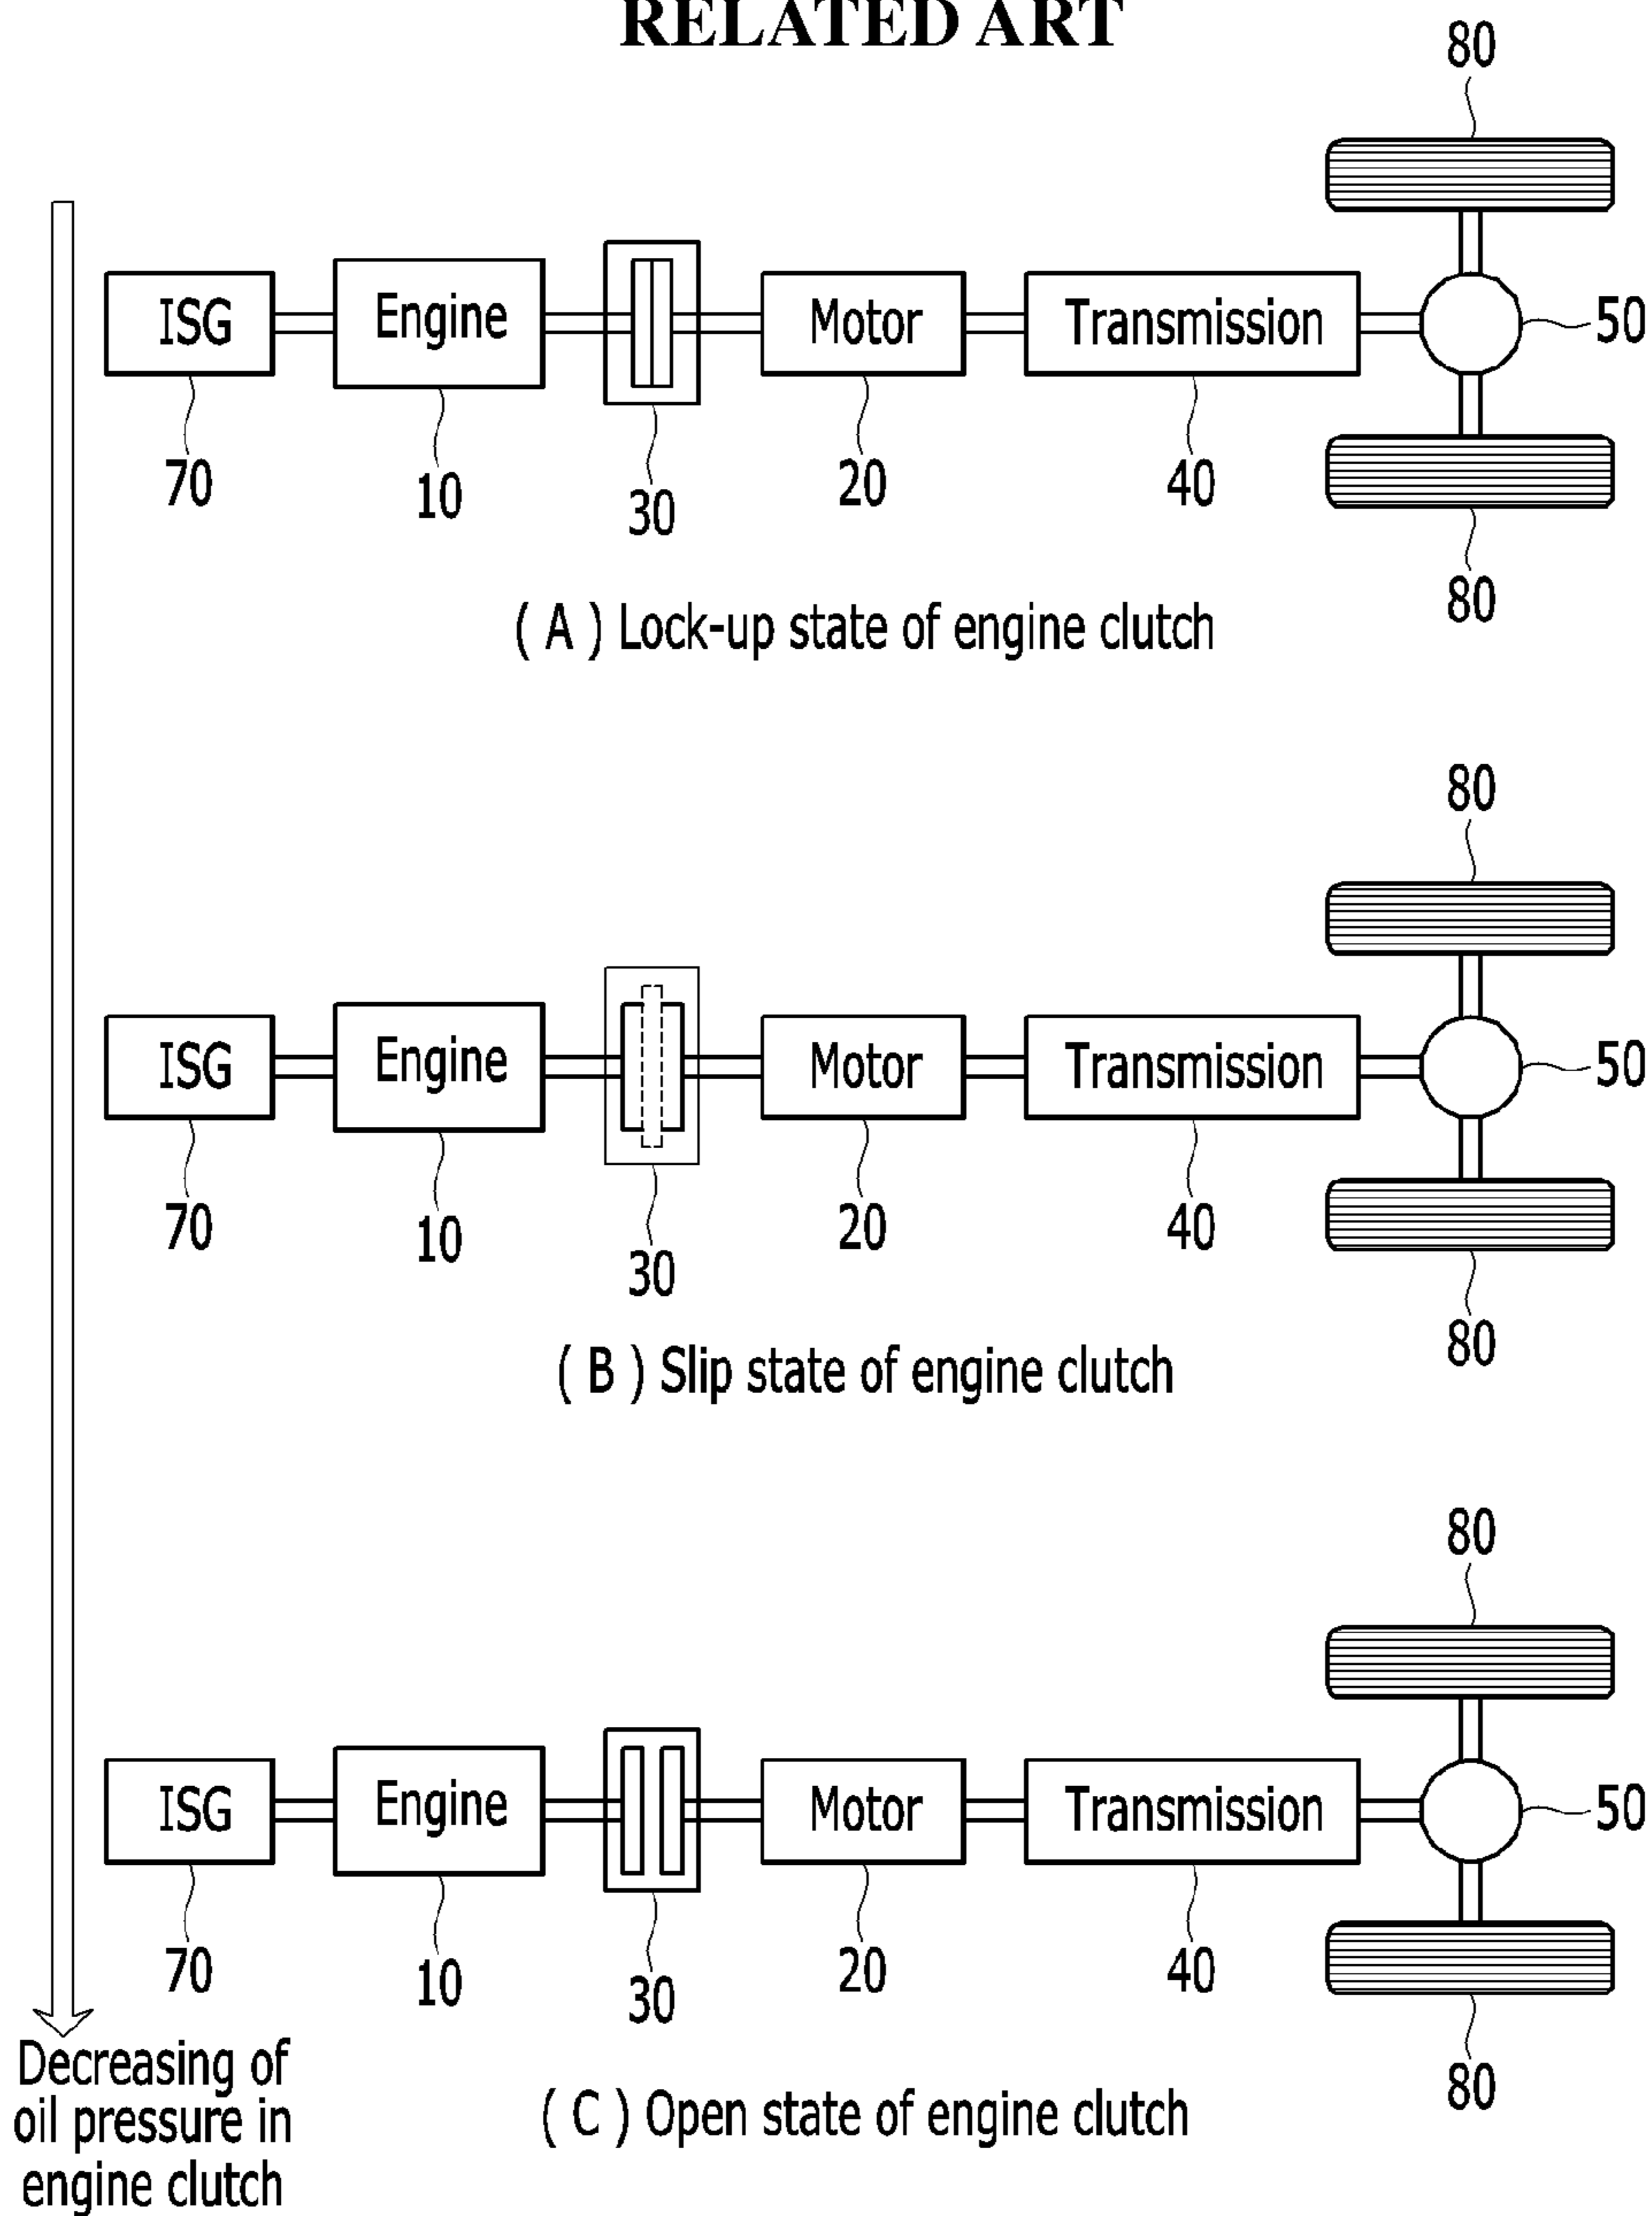 RELATED ART
80
ISG
Engine
Motor
Transmission
50
70
10
30
20
40
80
( A ) Lock-up state of engine clutch
80
ISG
Engine
Motor
Transmission
50
70
10
30
20
40
80
( B ) Slip state of engine clutch
80
ISG
Engine
Motor
Transmission
50
70
10
30
20
40
80
( C ) Open state of engine clutch
Decreasing of
oil pressure in
engine clutch